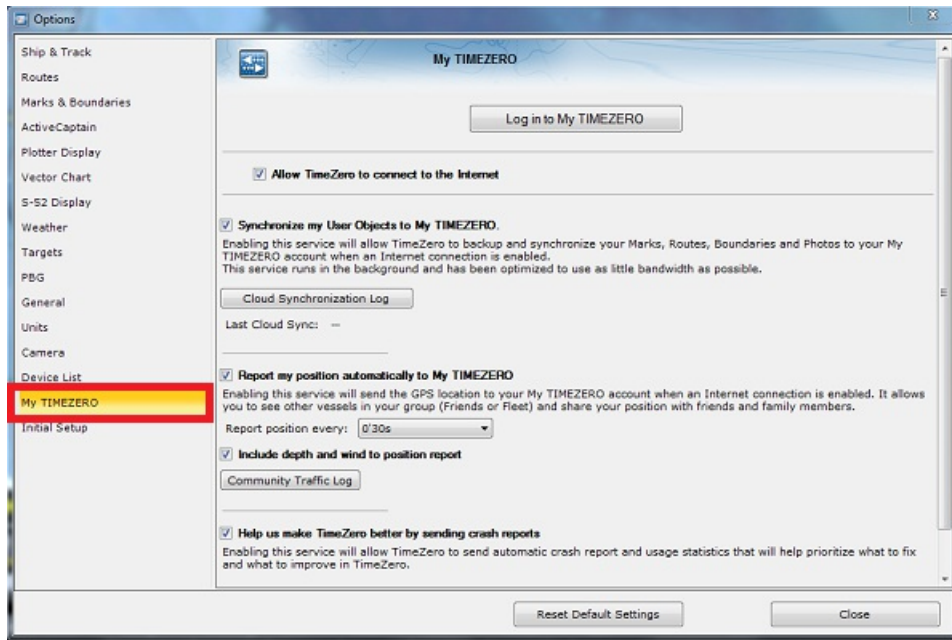 Options
Ship & Track
Routes
Marks & Boundaries
ActiveCaptain
Plotter Display
Vector Chart
S-52 Display
Weather
Targets
PBG
General
Units
Camera
Device List
My TIMEZERO
Initial Setup
My TIMEZERO
Log in to My TIMEZERO
Allow TimeZero to connect to the Internet
Synchronize my User Objects to My TIMEZERO.
Enabling this service will allow TimeZero to backup and synchronize your Marks, Routes, Boundaries and Photos to your My
TIMEZERO account when an Internet connection is enabled.
This service runs in the background and has been optimized to use as little bandwidth as possible.
Cloud Synchronization Log
Last Cloud Sync: --
Report my position automatically to My TIMEZERO
Enabling this service will send the GPS location to your My TIMEZERO account when an Internet connection is enabled. It allows
you to see other vessels in your group (Friends or Fleet) and share your position with friends and family members.
Report position every: 0'30s
Include depth and wind to position report
Community Traffic Log
Help us make TimeZero better by sending crash reports
Enabling this service will allow TimeZero to send automatic crash report and usage statistics that will help prioritize what to fix
and what to improve in TimeZero.
Reset Default Settings
Close